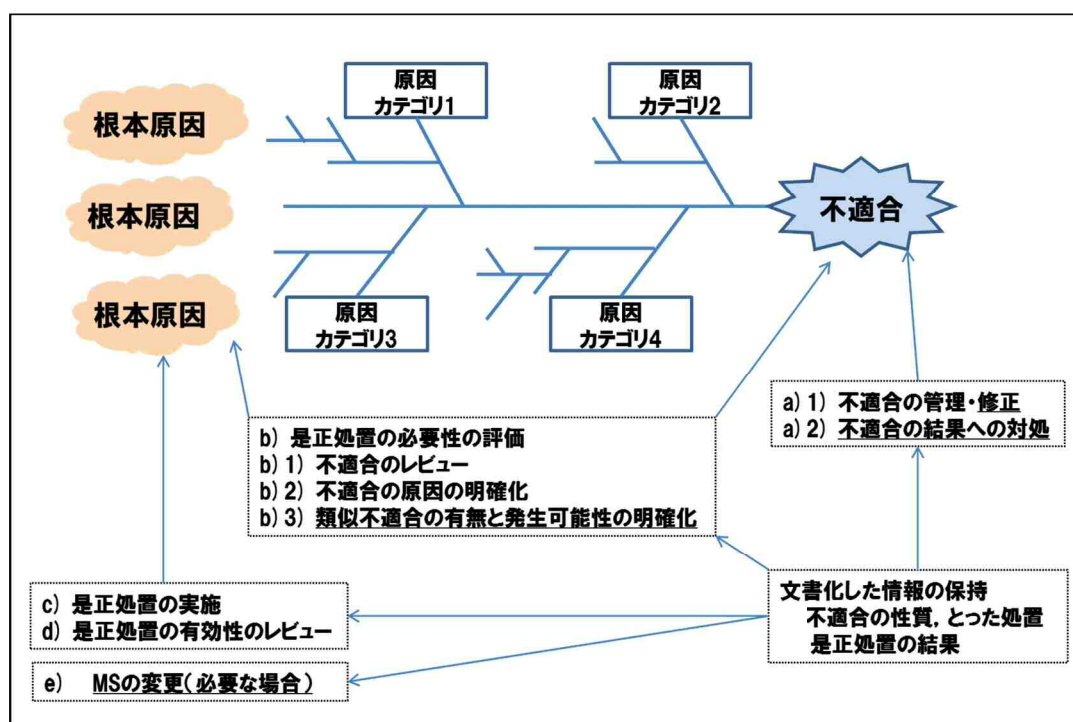 原因
カテゴリ1
原因
カテゴリ2
根本原因
根本原因
不適合
根本原因
原因
カテゴリ3
原因
カテゴリ4
a) 1) 不適合の管理・修正
a) 2) 不適合の結果への対処
b) 是正処置の必要性の評価
b) 1) 不適合のレビュー
b) 2) 不適合の原因の明確化
b) 3) 類似不適合の有無と発生可能性の明確化
c) 是正処置の実施
d) 是正処置の有効性のレビュー
文書化した情報の保持
不適合の性質, とった処置
是正処置の結果
e) MSの変更(必要な場合)